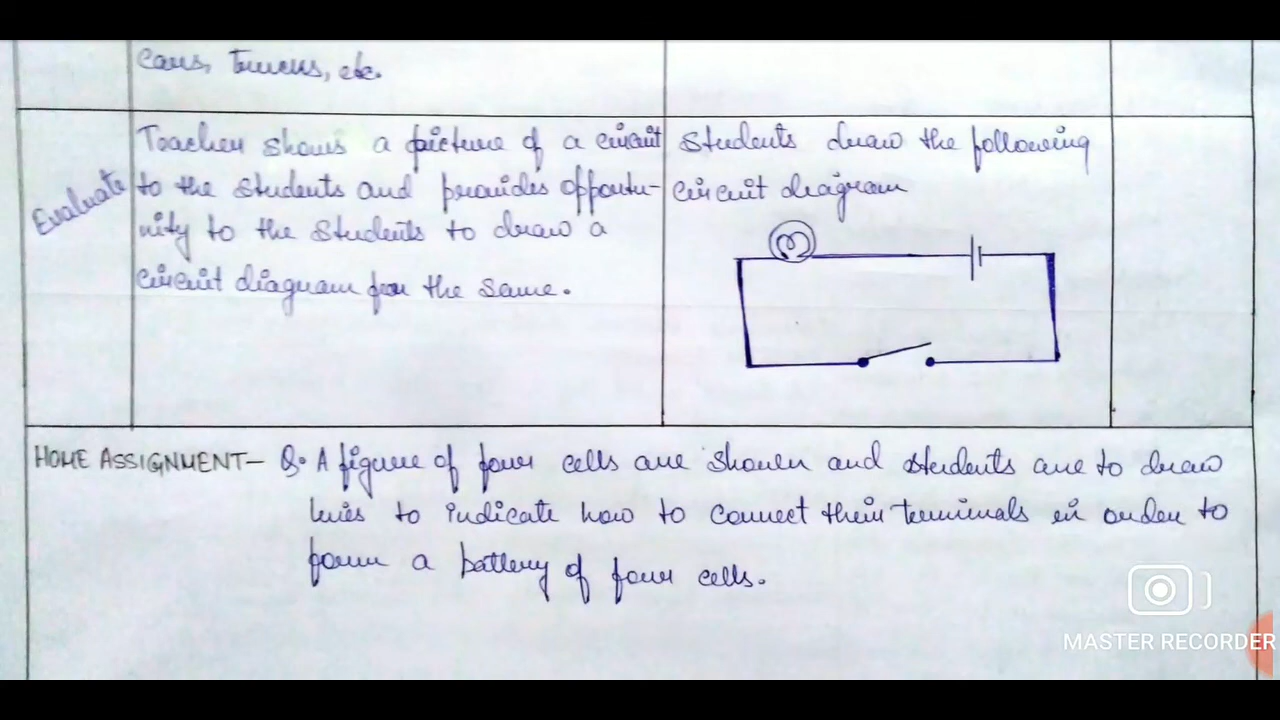 cars, torches, etc.
Evaluate
Teacher shows a picture of a circuit
to the students and provides opportu-
nity to the students to draw a
circuit diagram for the same.
Students draw the following
circuit diagram
HOME ASSIGNMENT- Q. A figure of four cells are shown and students are to draw
lines to indicate how to connect their terminals in order to
form a battery of four cells.
MASTER RECORDER